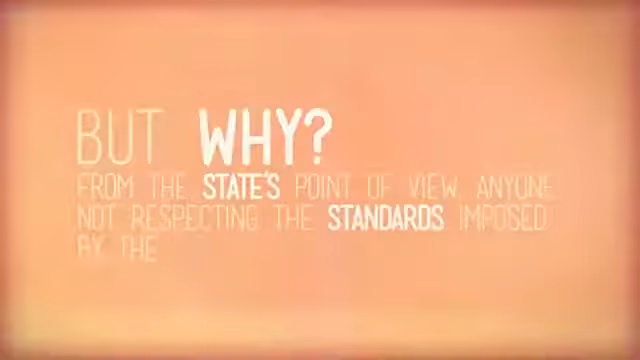 BUT WHY?
FROM THE STATE'S POINT OF VIEW, ANYONE
NOT RESPECTING THE STANDARDS IMPOSED
BY THE